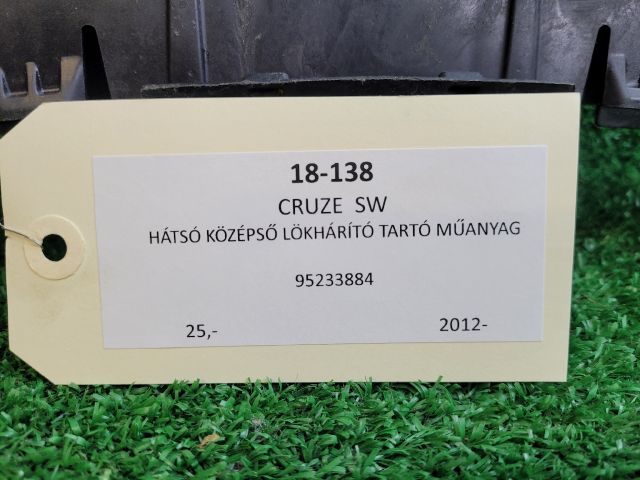 18-138
CRUZE SW
HÁTSÓ KÖZÉPSŐ LÖKHÁRÍTÓ TARTÓ MŰANYAG
95233884
25,- 2012-